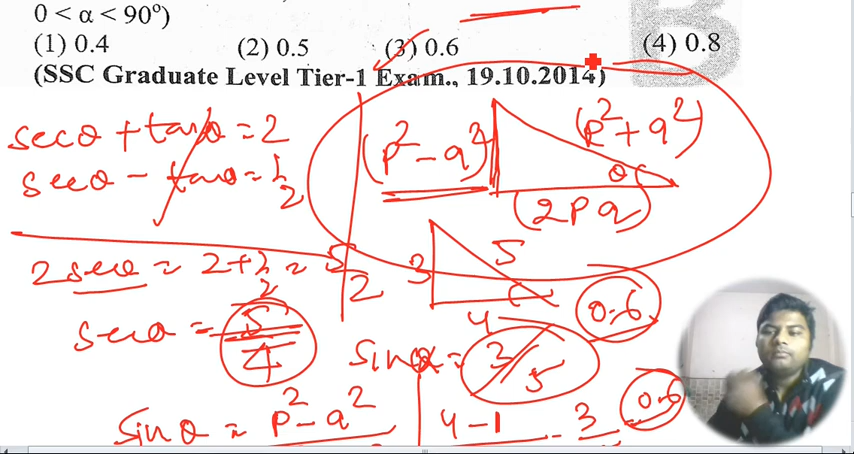 0 < α < 90°)
(1) 0.4 (2) 0.5 (3) 0.6 (4) 0.8
(SSC Graduate Level Tier-1 Exam., 19.10.2014)
secθ + tanθ = 2
secθ - tanθ = 1/2
2 secθ = 2 + 1/2 = 5/2
secθ = 5/4
(p² - q²) (p² + q²)
θ
(2pq)
3 5
4
0.6
sinα = 3/5
sinθ = p² - q²
4 - 1 3 0.6